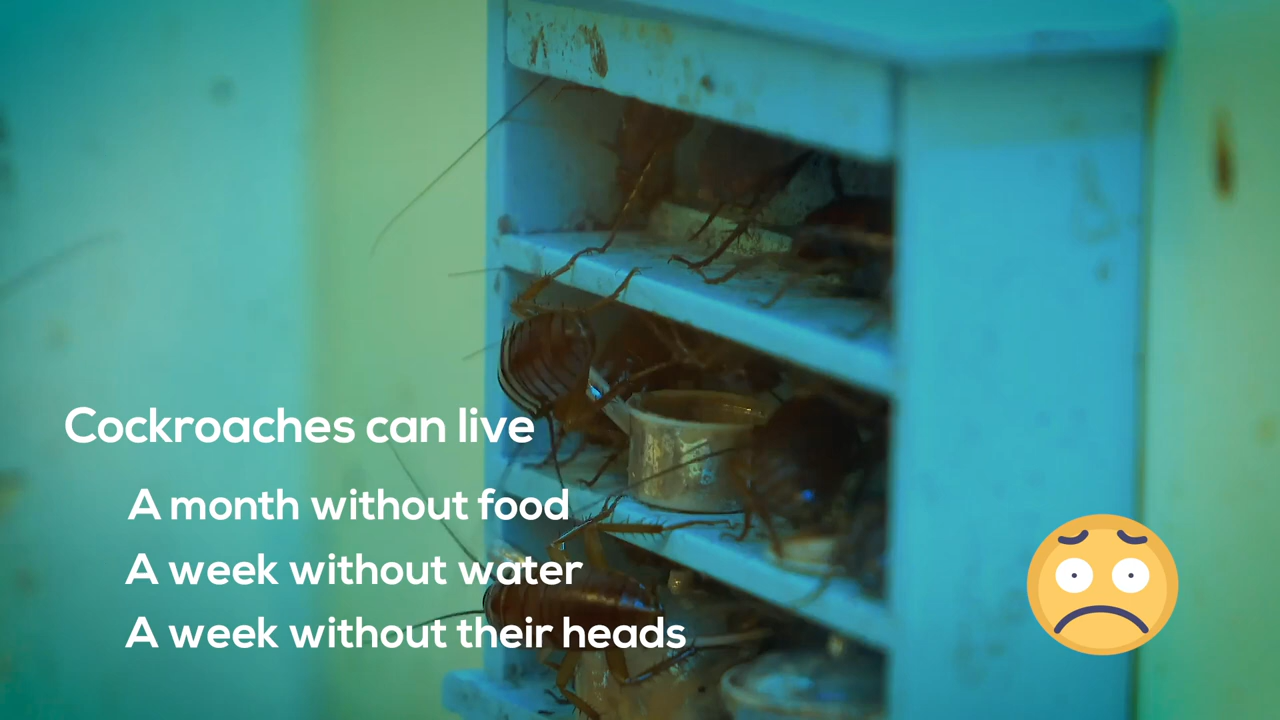 Cockroaches can live
A month without food
A week without water
A week without their heads